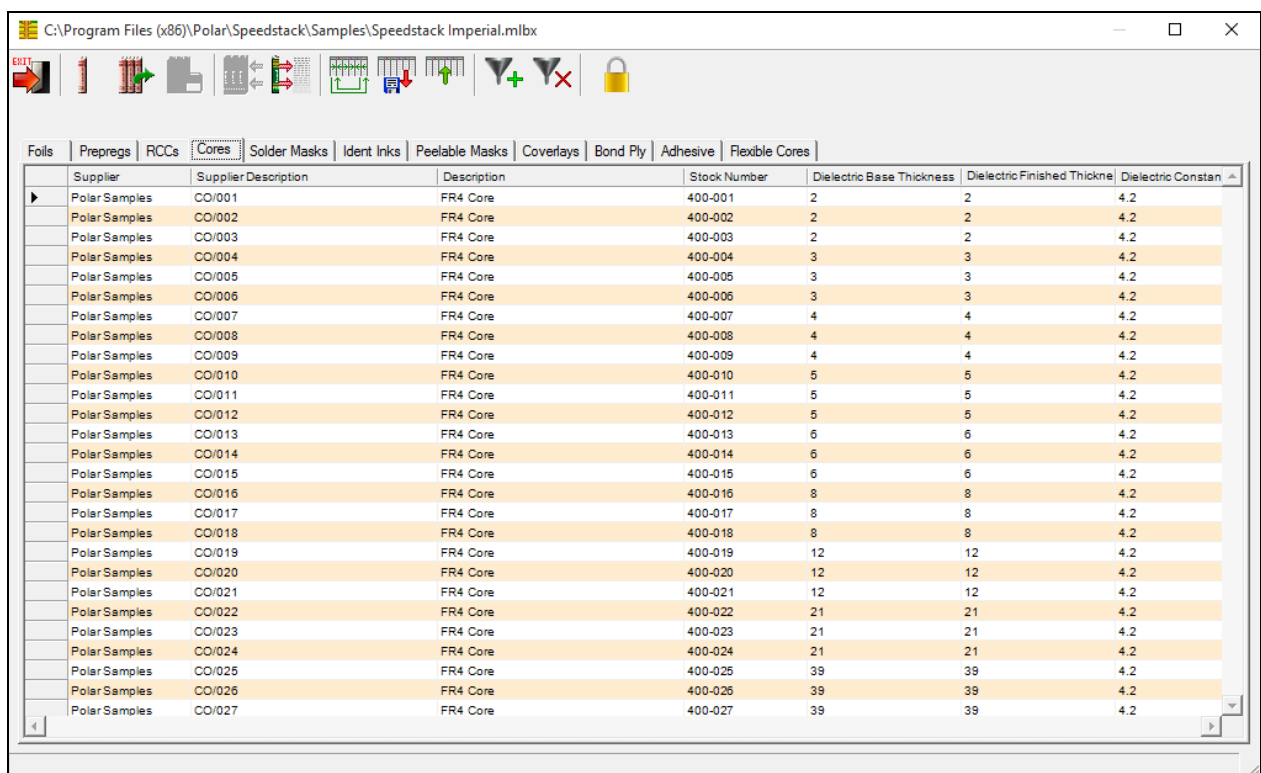 C:\Program Files (x86)\Polar\Speedstack\Samples\Speedstack Imperial.mlbx
EXIT
Foils Prepregs RCCs Cores Solder Masks Ident Inks Peelable Masks Coverlays Bond Ply Adhesive Flexible Cores
Supplier Supplier Description Description Stock Number Dielectric Base Thickness Dielectric Finished Thickne Dielectric Constan
Polar Samples CO/001 FR4 Core 400-001 2 2 4.2
Polar Samples CO/002 FR4 Core 400-002 2 2 4.2
Polar Samples CO/003 FR4 Core 400-003 2 2 4.2
Polar Samples CO/004 FR4 Core 400-004 3 3 4.2
Polar Samples CO/005 FR4 Core 400-005 3 3 4.2
Polar Samples CO/006 FR4 Core 400-006 3 3 4.2
Polar Samples CO/007 FR4 Core 400-007 4 4 4.2
Polar Samples CO/008 FR4 Core 400-008 4 4 4.2
Polar Samples CO/009 FR4 Core 400-009 4 4 4.2
Polar Samples CO/010 FR4 Core 400-010 5 5 4.2
Polar Samples CO/011 FR4 Core 400-011 5 5 4.2
Polar Samples CO/012 FR4 Core 400-012 5 5 4.2
Polar Samples CO/013 FR4 Core 400-013 6 6 4.2
Polar Samples CO/014 FR4 Core 400-014 6 6 4.2
Polar Samples CO/015 FR4 Core 400-015 6 6 4.2
Polar Samples CO/016 FR4 Core 400-016 8 8 4.2
Polar Samples CO/017 FR4 Core 400-017 8 8 4.2
Polar Samples CO/018 FR4 Core 400-018 8 8 4.2
Polar Samples CO/019 FR4 Core 400-019 12 12 4.2
Polar Samples CO/020 FR4 Core 400-020 12 12 4.2
Polar Samples CO/021 FR4 Core 400-021 12 12 4.2
Polar Samples CO/022 FR4 Core 400-022 21 21 4.2
Polar Samples CO/023 FR4 Core 400-023 21 21 4.2
Polar Samples CO/024 FR4 Core 400-024 21 21 4.2
Polar Samples CO/025 FR4 Core 400-025 39 39 4.2
Polar Samples CO/026 FR4 Core 400-026 39 39 4.2
Polar Samples CO/027 FR4 Core 400-027 39 39 4.2